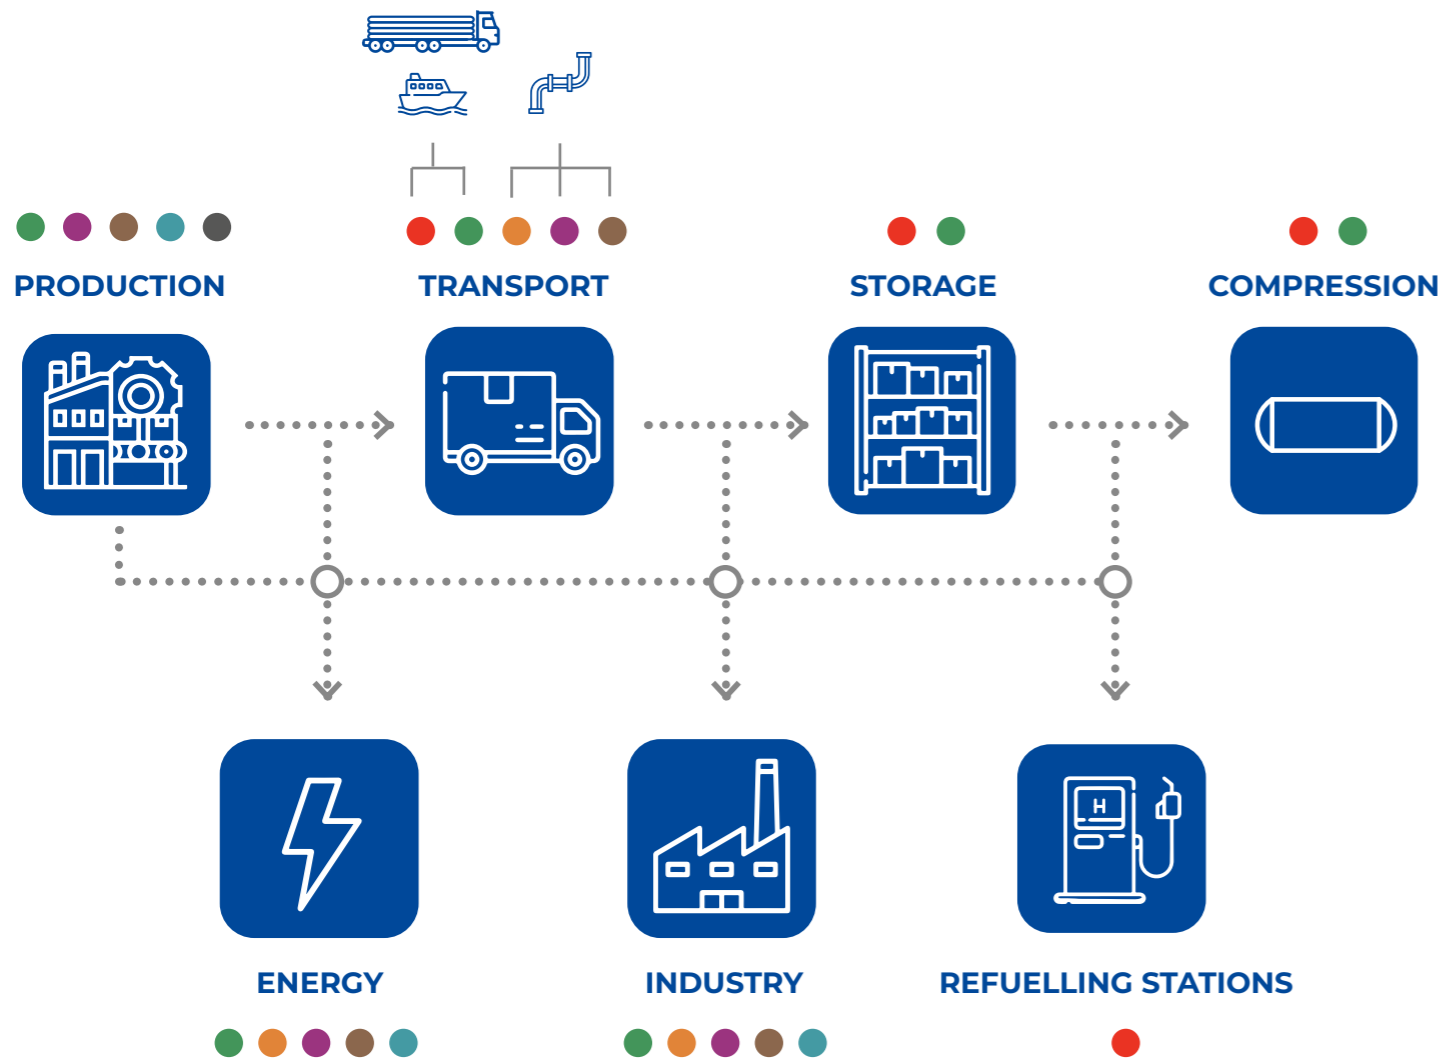 PRODUCTION
TRANSPORT
STORAGE
COMPRESSION
H
ENERGY
INDUSTRY
REFUELLING STATIONS